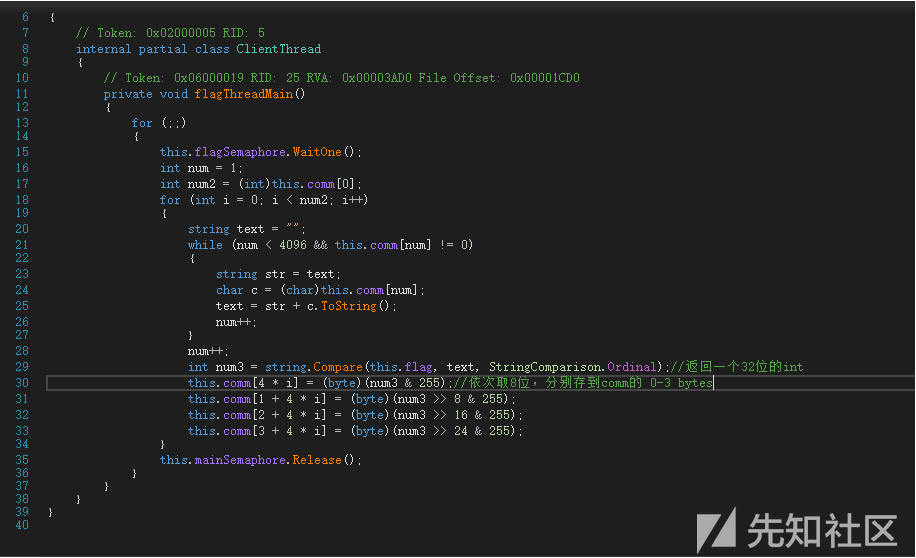 6 {
7 // Token: 0x02000005 RID: 5
8 internal partial class ClientThread
9 {
10 // Token: 0x06000019 RID: 25 RVA: 0x00003AD0 File Offset: 0x00001CD0
11 private void flagThreadMain()
12 {
13 for (;;)
14 {
15 this.flagSemaphore.WaitOne();
16 int num = 1;
17 int num2 = (int)this.comm[0];
18 for (int i = 0; i < num2; i++)
19 {
20 string text = "";
21 while (num < 4096 && this.comm[num] != 0)
22 {
23 string str = text;
24 char c = (char)this.comm[num];
25 text = str + c.ToString();
26 num++;
27 }
28 num++;
29 int num3 = string.Compare(this.flag, text, StringComparison.Ordinal);//返回一个32位的int
30 this.comm[4 * i] = (byte)(num3 & 255);//依次取8位，分别存到comm的 0-3 bytes
31 this.comm[1 + 4 * i] = (byte)(num3 >> 8 & 255);
32 this.comm[2 + 4 * i] = (byte)(num3 >> 16 & 255);
33 this.comm[3 + 4 * i] = (byte)(num3 >> 24 & 255);
34 }
35 this.mainSemaphore.Release();
36 }
37 }
38 }
39 }
40
先知社区